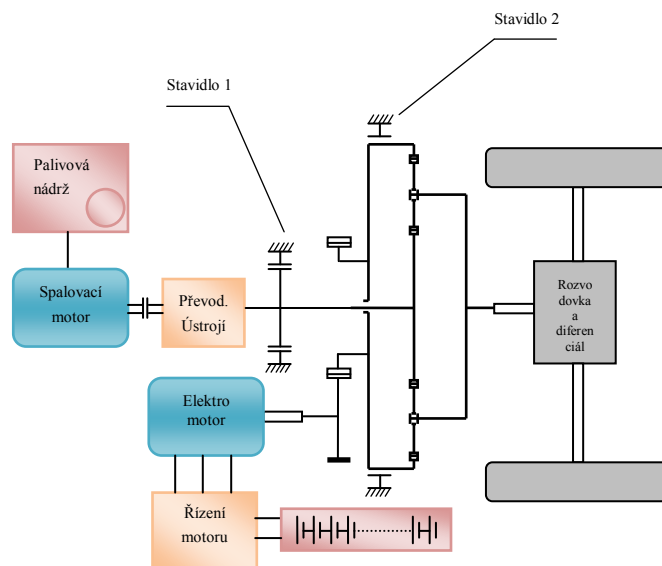 Stavidlo 2
Stavidlo 1
Palivová
nádrž
Spalovací
motor
Převod.
Ústrojí
Rozvo
dovka
a
diferen
ciál
Elektro
motor
Řízení
motoru